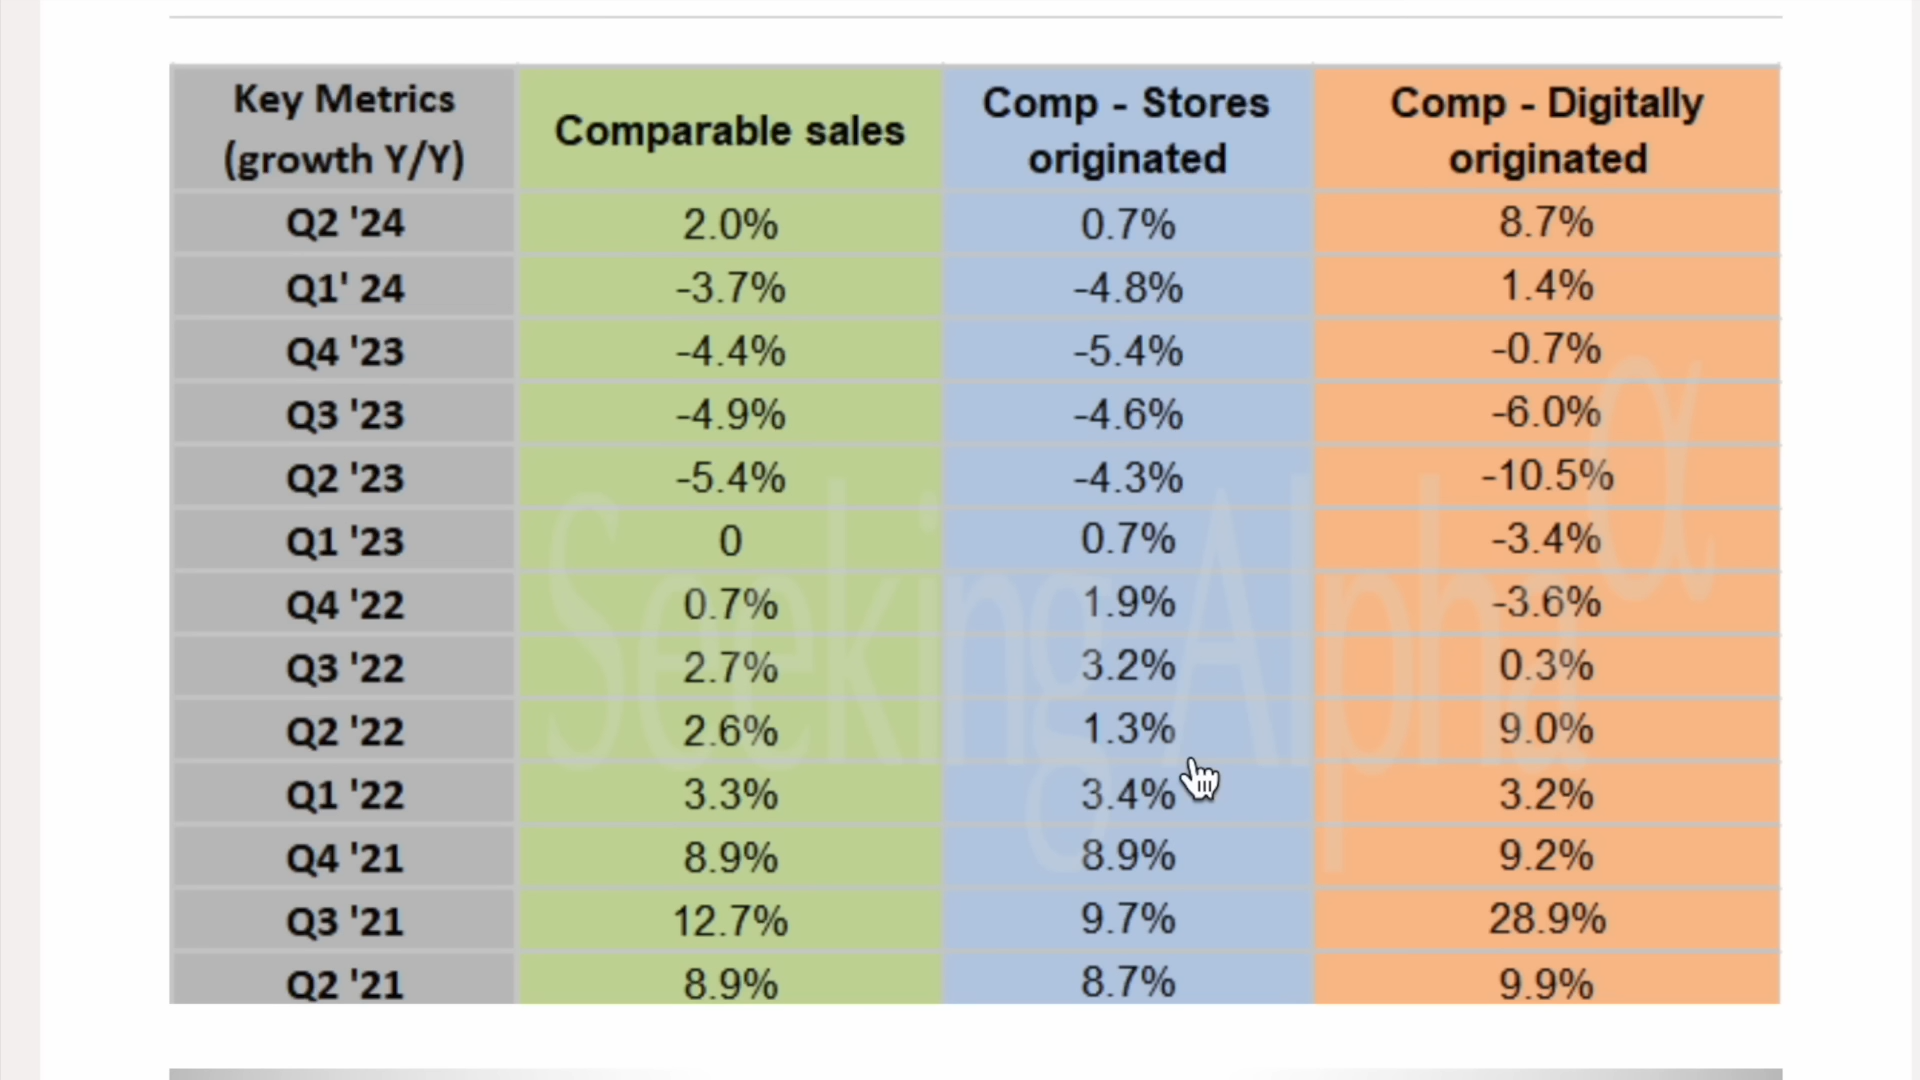 Key Metrics (growth Y/Y) Comparable sales Comp - Stores originated Comp - Digitally originated
Q2 '24 2.0% 0.7% 8.7%
Q1' 24 -3.7% -4.8% 1.4%
Q4 '23 -4.4% -5.4% -0.7%
Q3 '23 -4.9% -4.6% -6.0%
Q2 '23 -5.4% -4.3% -10.5%
Q1 '23 0 0.7% -3.4%
Q4 '22 0.7% 1.9% -3.6%
Q3 '22 2.7% 3.2% 0.3%
Q2 '22 2.6% 1.3% 9.0%
Q1 '22 3.3% 3.4% 3.2%
Q4 '21 8.9% 8.9% 9.2%
Q3 '21 12.7% 9.7% 28.9%
Q2 '21 8.9% 8.7% 9.9%
Seeking Alpha α